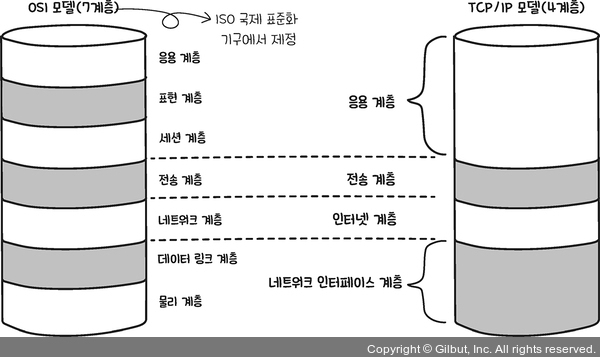 OSI 모델(7계층)
ISO 국제 표준화
기구에서 제정
TCP/IP 모델(4계층)
응용 계층
표현 계층
세션 계층
응용 계층
전송 계층
전송 계층
네트워크 계층
인터넷 계층
데이터 링크 계층
네트워크 인터페이스 계층
물리 계층
Copyright © Gilbut, Inc. All rights reserved.